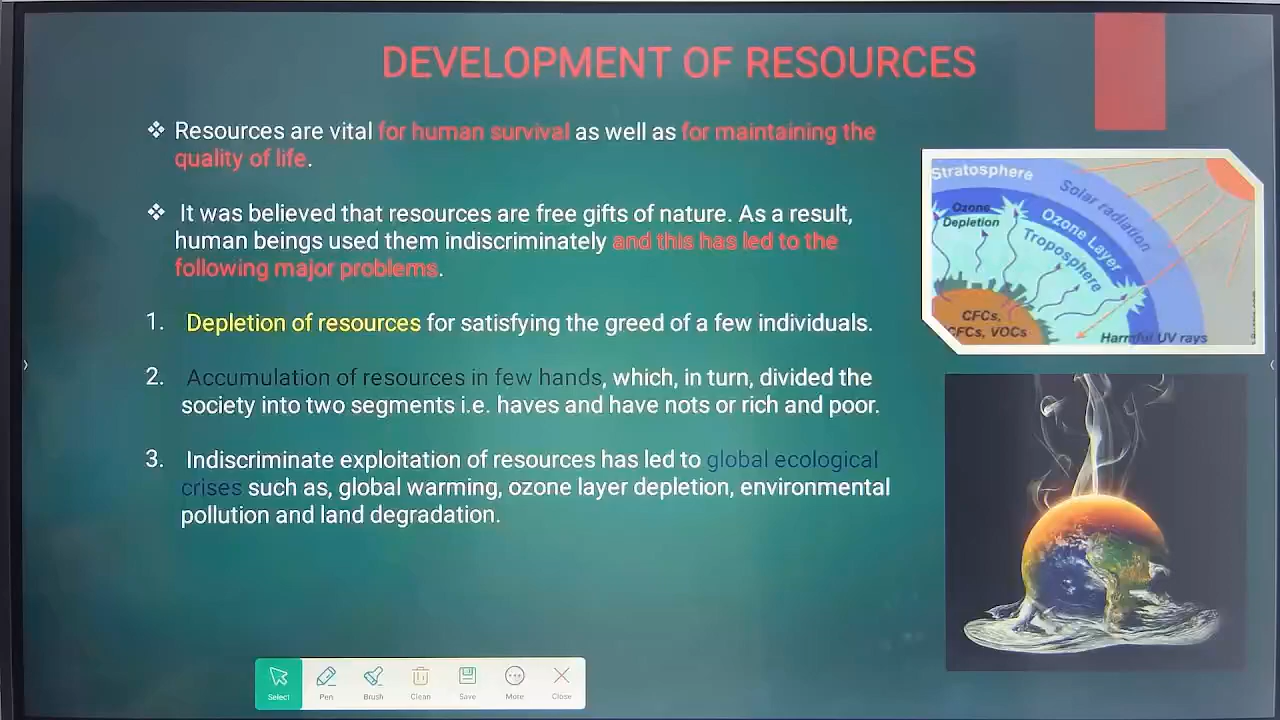 DEVELOPMENT OF RESOURCES
❖ Resources are vital for human survival as well as for maintaining the
quality of life.
❖ It was believed that resources are free gifts of nature. As a result,
human beings used them indiscriminately and this has led to the
following major problems.
1. Depletion of resources for satisfying the greed of a few individuals.
2. Accumulation of resources in few hands, which, in turn, divided the
society into two segments i.e. haves and have nots or rich and poor.
3. Indiscriminate exploitation of resources has led to global ecological
crises such as, global warming, ozone layer depletion, environmental
pollution and land degradation.
Stratosphere
Solar radiation
Ozone
Depletion
Ozone Layer
Troposphere
CFCs,
CFCs, VOCs
Harmful UV rays
Select Pen Brush Clean Save More Close